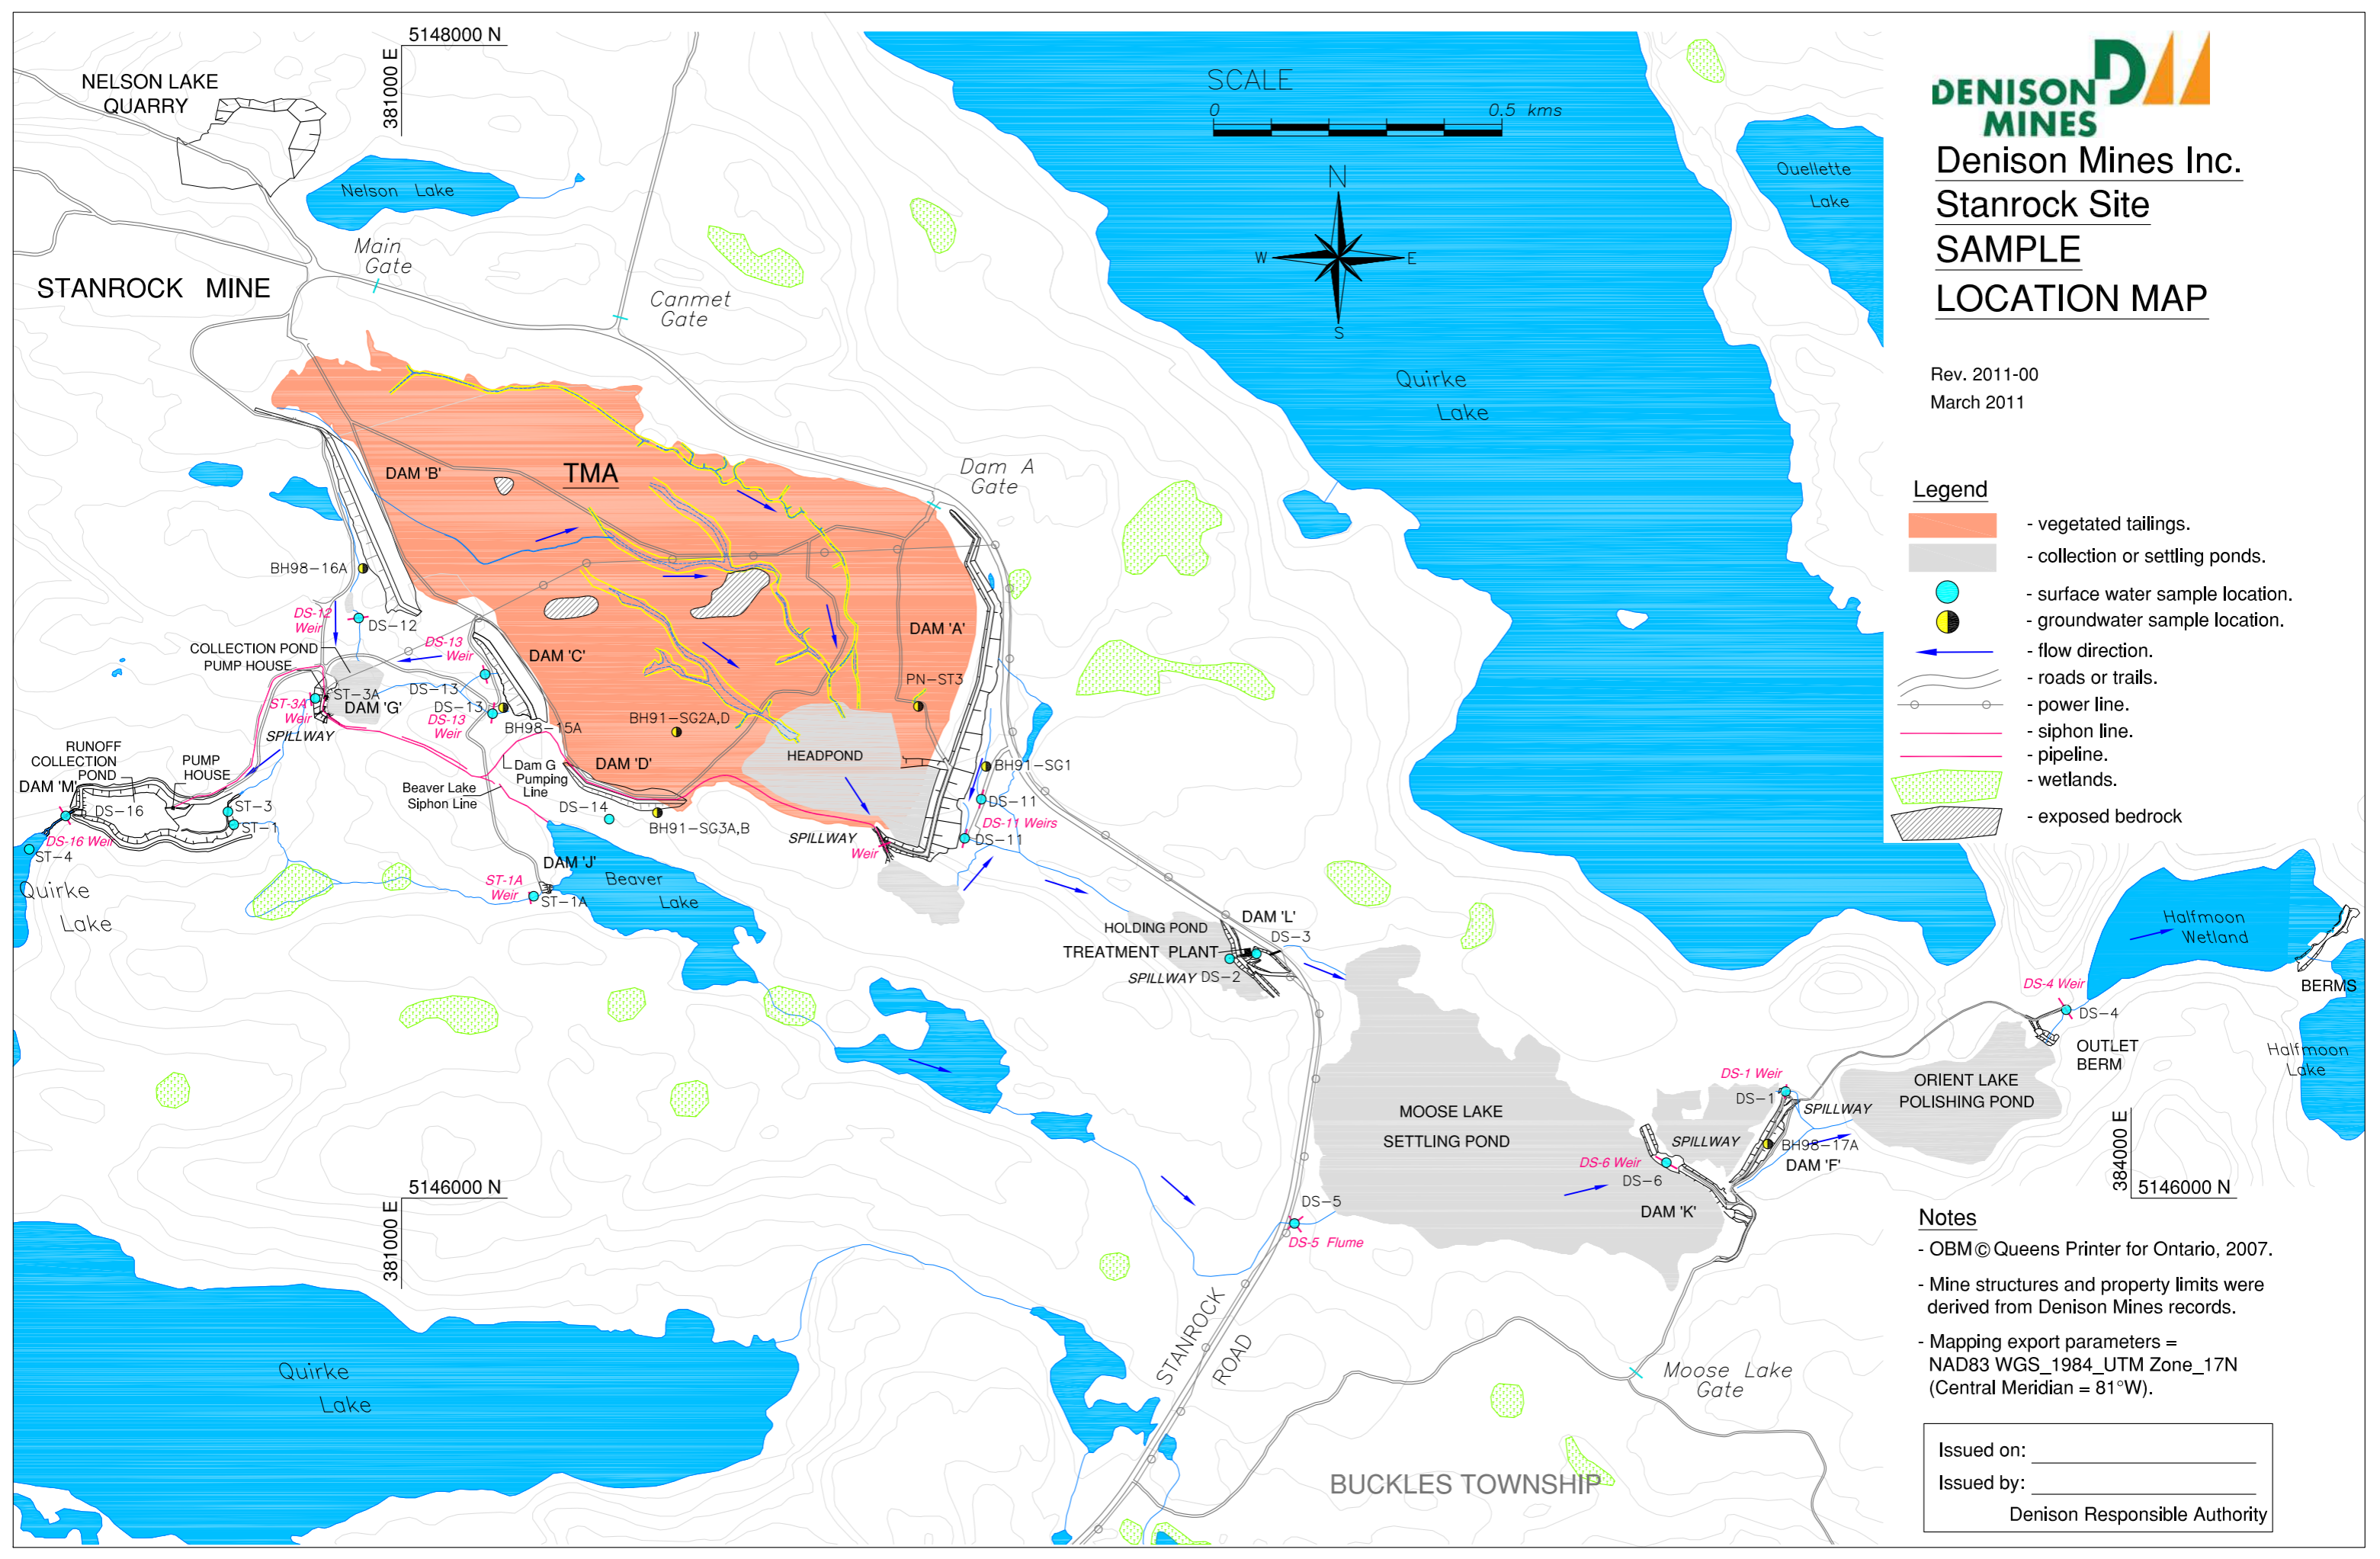 5148000 N
381000 E
NELSON LAKE
QUARRY
Nelson Lake
Main
Gate
STANROCK MINE
Canmet
Gate
SCALE
0
0.5 kms
N
W
E
S
Ouellette
Lake
Quirke
Lake
DENISON
MINES
Denison Mines Inc.
Stanrock Site
SAMPLE
LOCATION MAP
Rev. 2011-00
March 2011
Legend
- vegetated tailings.
- collection or settling ponds.
- surface water sample location.
- groundwater sample location.
- flow direction.
- roads or trails.
- power line.
- siphon line.
- pipeline.
- wetlands.
- exposed bedrock
Dam A
Gate
DAM 'B'
TMA
BH98-16A
DS-12
Weir
DS-12
COLLECTION POND
PUMP HOUSE
DS-13
Weir
DAM 'C'
DAM 'A'
DS-13
DS-13
DS-13
Weir
BH98-15A
ST-3A
ST-3A
Weir
DAM 'G'
SPILLWAY
PN-ST3
BH91-SG2A,D
HEADPOND
DAM 'D'
BH91-SG1
RUNOFF
COLLECTION
POND
PUMP
HOUSE
DAM 'M'
DS-16
ST-3
ST-1
DS-16 Weir
ST-4
Quirke
Lake
Dam G
Pumping
Line
Beaver Lake
Siphon Line
DS-14
BH91-SG3A,B
SPILLWAY
Weir
DS-11
DS-11 Weirs
DS-11
DAM 'J'
Beaver
Lake
ST-1A
Weir
ST-1A
HOLDING POND
DAM 'L'
DS-3
TREATMENT PLANT
SPILLWAY
DS-2
Halfmoon
Wetland
BERMS
DS-4 Weir
DS-4
OUTLET
BERM
Halfmoon
Lake
DS-1 Weir
DS-1
SPILLWAY
ORIENT LAKE
POLISHING POND
MOOSE LAKE
SETTLING POND
SPILLWAY
BH98-17A
DAM 'F'
DS-6 Weir
DS-6
DAM 'K'
384000 E
5146000 N
5146000 N
381000 E
DS-5
DS-5 Flume
STANROCK
ROAD
Quirke
Lake
Moose Lake
Gate
BUCKLES TOWNSHIP
Notes
- OBM © Queens Printer for Ontario, 2007.
- Mine structures and property limits were
derived from Denison Mines records.
- Mapping export parameters =
NAD83 WGS_1984_UTM Zone_17N
(Central Meridian = 81°W).
Issued on:
Issued by:
Denison Responsible Authority